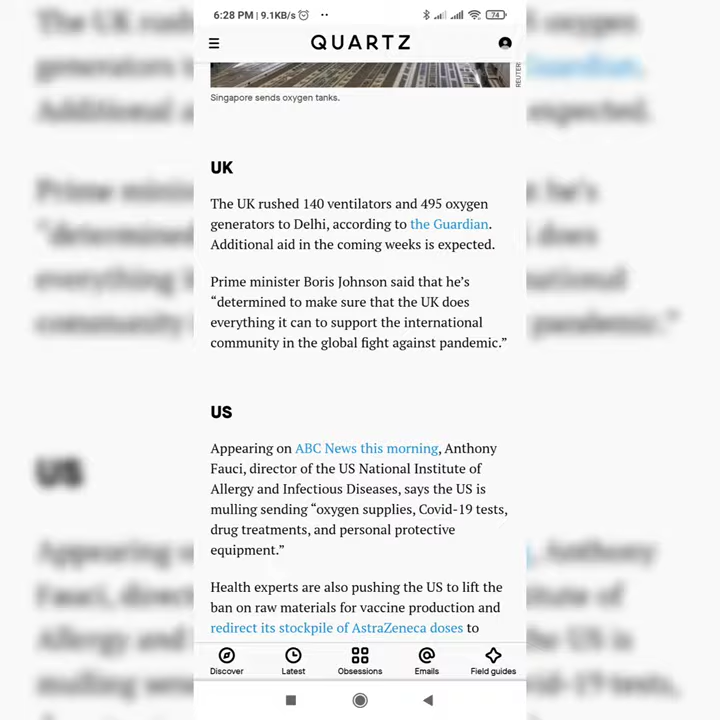 6:28 PM | 9.1KB/s
74
QUARTZ
REUTERS
Singapore sends oxygen tanks.
UK
The UK rushed 140 ventilators and 495 oxygen
generators to Delhi, according to the Guardian.
Additional aid in the coming weeks is expected.
Prime minister Boris Johnson said that he’s
“determined to make sure that the UK does
everything it can to support the international
community in the global fight against pandemic.”
US
Appearing on ABC News this morning, Anthony
Fauci, director of the US National Institute of
Allergy and Infectious Diseases, says the US is
mulling sending “oxygen supplies, Covid-19 tests,
drug treatments, and personal protective
equipment.”
Health experts are also pushing the US to lift the
ban on raw materials for vaccine production and
redirect its stockpile of AstraZeneca doses to
Discover Latest Obsessions Emails Field guides